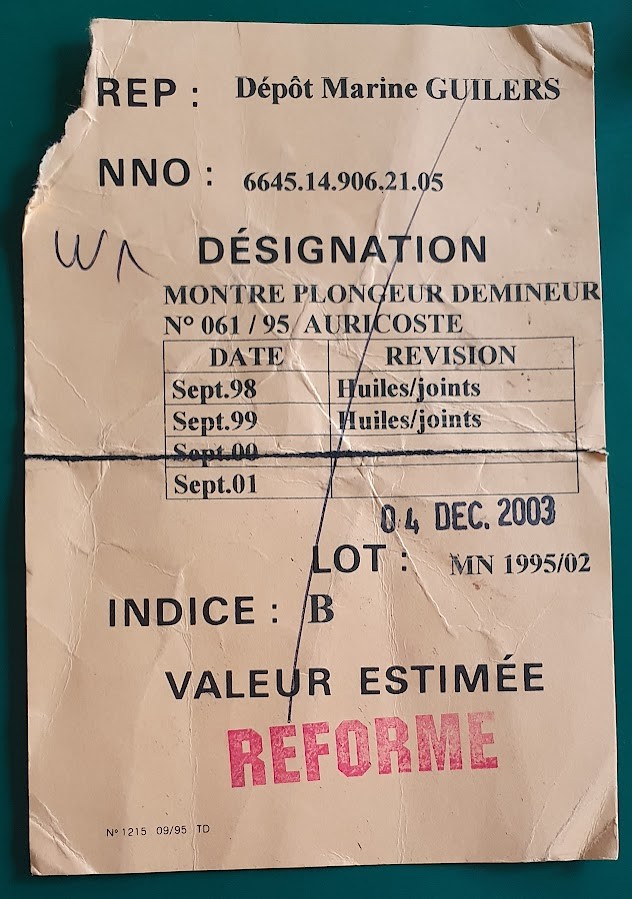 REP : Dépôt Marine GUILERS
NNO : 6645.14.906.21.05
DÉSIGNATION
MONTRE PLONGEUR DEMINEUR
N° 061 / 95 AURICOSTE
DATE REVISION
Sept.98 Huiles/joints
Sept.99 Huiles/joints
Sept.00
Sept.01
04 DEC. 2003
LOT : MN 1995/02
INDICE : B
VALEUR ESTIMÉE
REFORME
N° 1215 09/95 TD